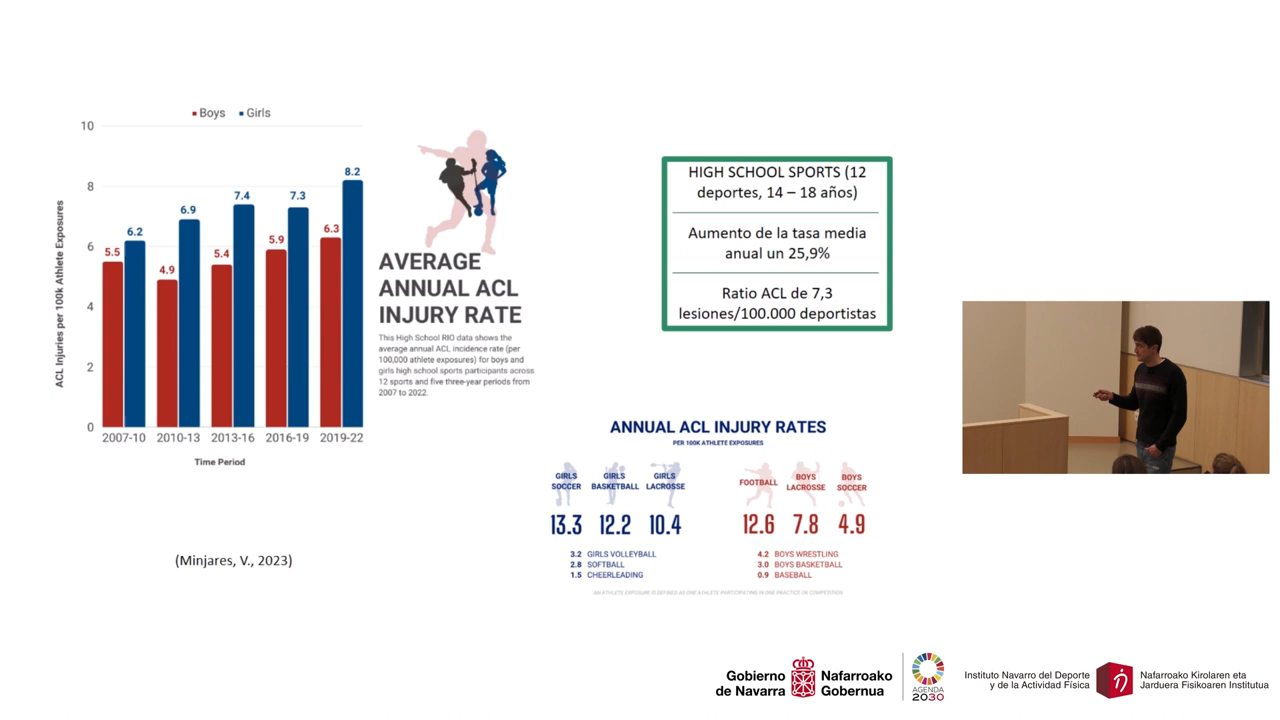 Boys Girls
10
8
6
4
2
0
ACL Injuries per 100k Athlete Exposures
5.5
6.2
4.9
6.9
5.4
7.4
5.9
7.3
6.3
8.2
2007-10
2010-13
2013-16
2016-19
2019-22
Time Period
AVERAGE
ANNUAL ACL
INJURY RATE
This High School RIO data shows the
average annual ACL incidence rate (per
100,000 athlete exposures) for boys and
girls high school sports participants across
12 sports and five three-year periods from
2007 to 2022.
(Minjares, V., 2023)
HIGH SCHOOL SPORTS (12
deportes, 14 – 18 años)
Aumento de la tasa media
anual un 25,9%
Ratio ACL de 7,3
lesiones/100.000 deportistas
ANNUAL ACL INJURY RATES
PER 100K ATHLETE EXPOSURES
GIRLS
SOCCER
13.3
GIRLS
BASKETBALL
12.2
GIRLS
LACROSSE
10.4
3.2 GIRLS VOLLEYBALL
2.8 SOFTBALL
1.5 CHEERLEADING
FOOTBALL
12.6
BOYS
LACROSSE
7.8
BOYS
SOCCER
4.9
4.2 BOYS WRESTLING
3.0 BOYS BASKETBALL
0.9 BASEBALL
AN ATHLETE EXPOSURE IS DEFINED AS ONE ATHLETE PARTICIPATING IN ONE PRACTICE OR COMPETITION
Gobierno
de Navarra
Nafarroako
Gobernua
AGENDA
2030
Instituto Navarro del Deporte
y de la Actividad Física
Nafarroako Kirolaren eta
Jarduera Fisikoaren Institutua